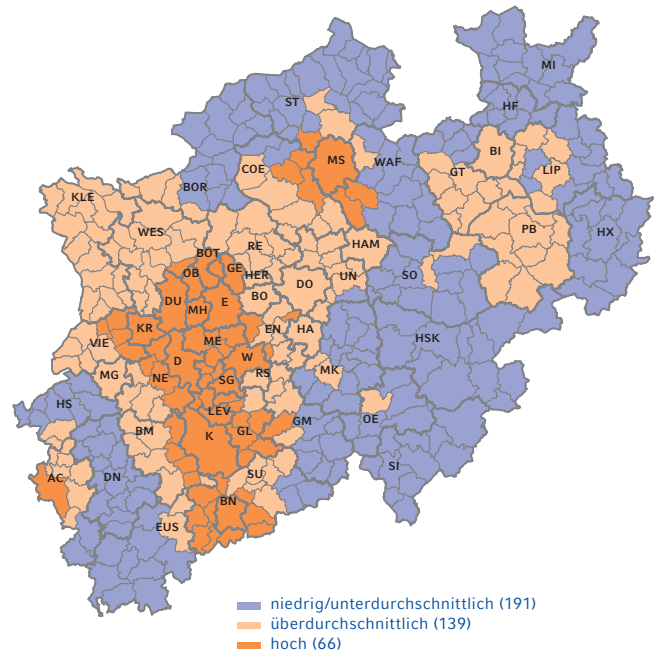 MI
ST
HF
MS
WAF
BI
COE
GT
LIP
BOR
KLE
WES
PB
HX
RE
HAM
BOT
GE
OB
HER
UN
SO
DO
BO
DU
E
MH
KR
EN
HA
HSK
VIE
ME
D
W
MG
NE
SG
RS
MK
HS
LEV
GM
OE
BM
K
GL
SI
AC
DN
SU
BN
EUS
niedrig/unterdurchschnittlich (191)
überdurchschnittlich (139)
hoch (66)